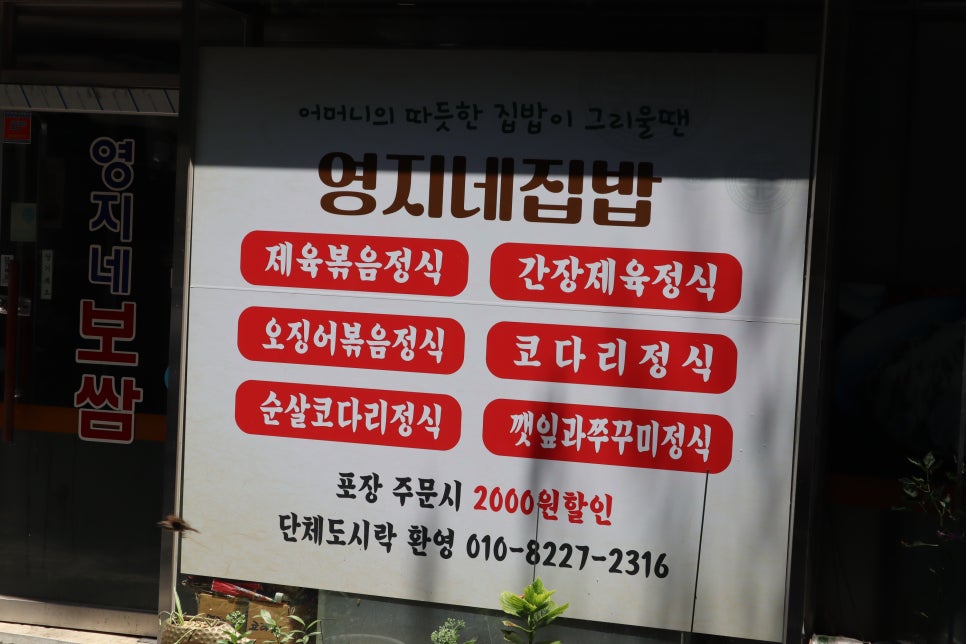 어머니의 따듯한 집밥이 그리울땐
영지네집밥
제육볶음정식
간장제육정식
오징어볶음정식
코다리정식
순살코다리정식
깻잎과쭈꾸미정식
포장 주문시 2000원할인
단체도시락 환영 010-8227-2316
영지네보쌈